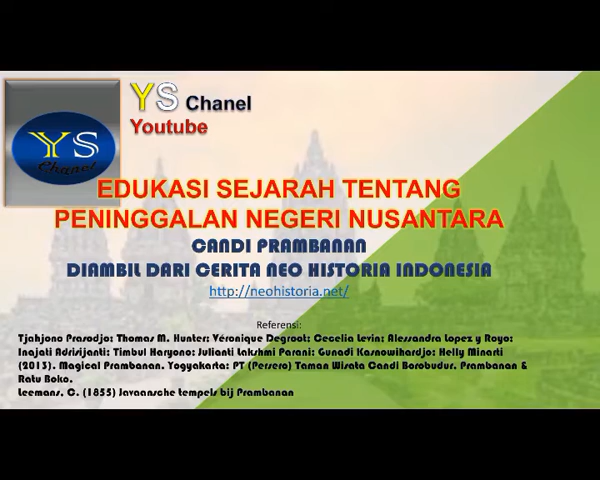 YS Chanel
Youtube
YS
Chanel
EDUKASI SEJARAH TENTANG
PENINGGALAN NEGERI NUSANTARA
CANDI PRAMBANAN
DIAMBIL DARI CERITA NEO HISTORIA INDONESIA
http://neohistoria.net/
Referensi:
Tjahjono Prasodjo; Thomas M. Hunter; Véronique Degroot; Cecelia Levin; Alessandra Lopez y Royo;
Inajati Adrisijanti; Timbul Haryono; Julianti Lakshmi Parani; Gunadi Kasnowihardjo; Helly Minarti
(2013). Magical Prambanan. Yogyakarta: PT (Persero) Taman Wisata Candi Borobudur, Prambanan &
Ratu Boko.
Leemans, C. (1855) Javaansche tempels bij Prambanan